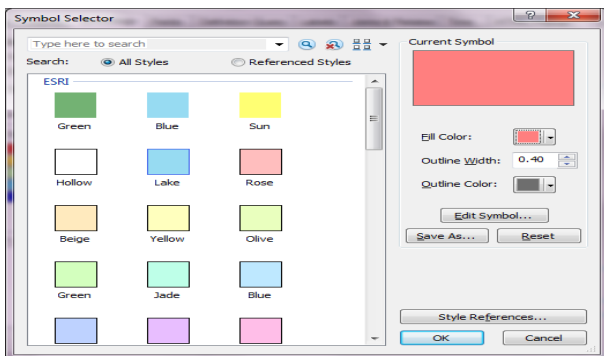 Symbol Selector
Type here to search
Search: All Styles Referenced Styles
ESRI
Green Blue Sun
Hollow Lake Rose
Beige Yellow Olive
Green Jade Blue
Current Symbol
Fill Color:
Outline Width: 0.40
Outline Color:
Edit Symbol...
Save As... Reset
Style References...
OK Cancel